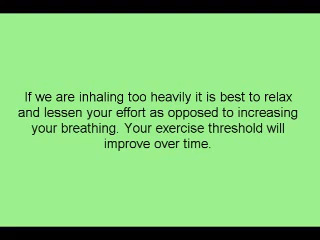 If we are inhaling too heavily it is best to relax
and lessen your effort as opposed to increasing
your breathing. Your exercise threshold will
improve over time.